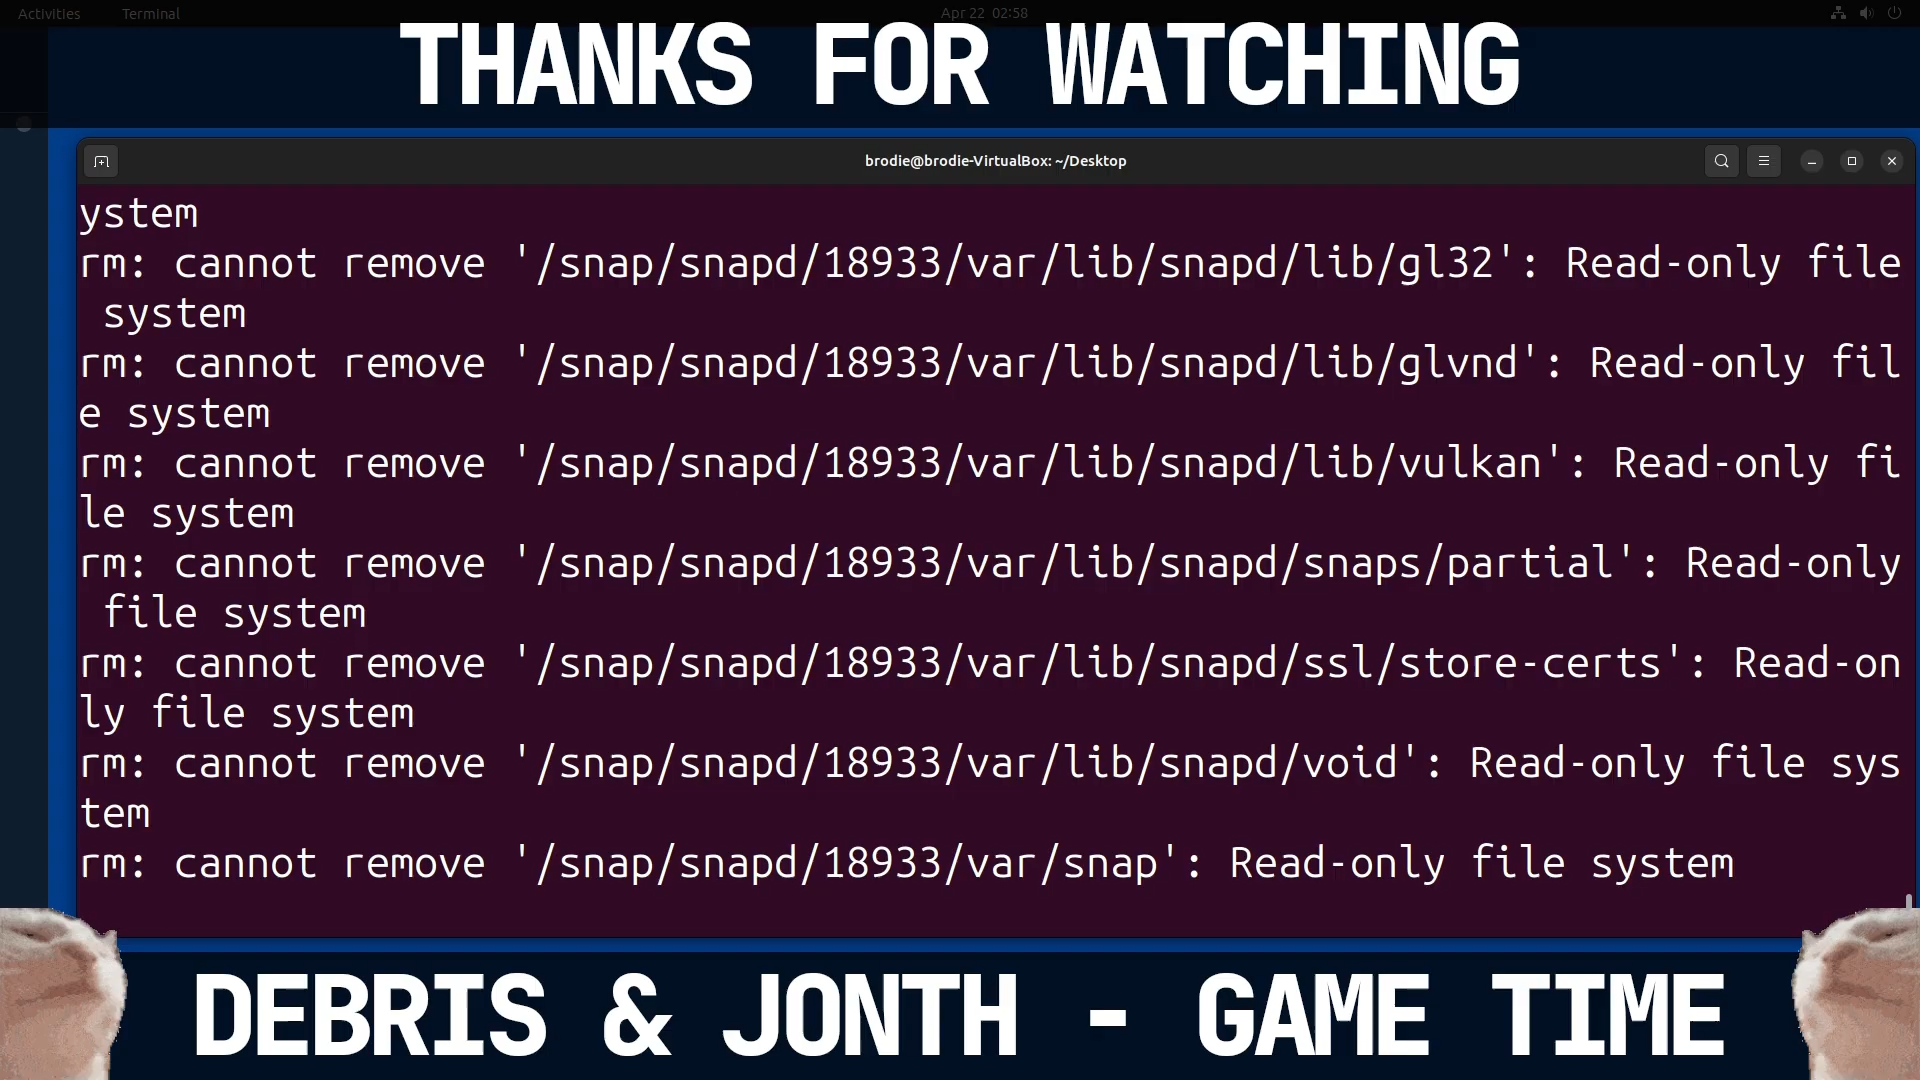 Activities Terminal Apr 22 02:58
THANKS FOR WATCHING
brodie@brodie-VirtualBox: ~/Desktop
ystem
rm: cannot remove '/snap/snapd/18933/var/lib/snapd/lib/gl32': Read-only file
 system
rm: cannot remove '/snap/snapd/18933/var/lib/snapd/lib/glvnd': Read-only fil
e system
rm: cannot remove '/snap/snapd/18933/var/lib/snapd/lib/vulkan': Read-only fi
le system
rm: cannot remove '/snap/snapd/18933/var/lib/snapd/snaps/partial': Read-only
 file system
rm: cannot remove '/snap/snapd/18933/var/lib/snapd/ssl/store-certs': Read-on
ly file system
rm: cannot remove '/snap/snapd/18933/var/lib/snapd/void': Read-only file sys
tem
rm: cannot remove '/snap/snapd/18933/var/snap': Read-only file system
DEBRIS & JONTH - GAME TIME